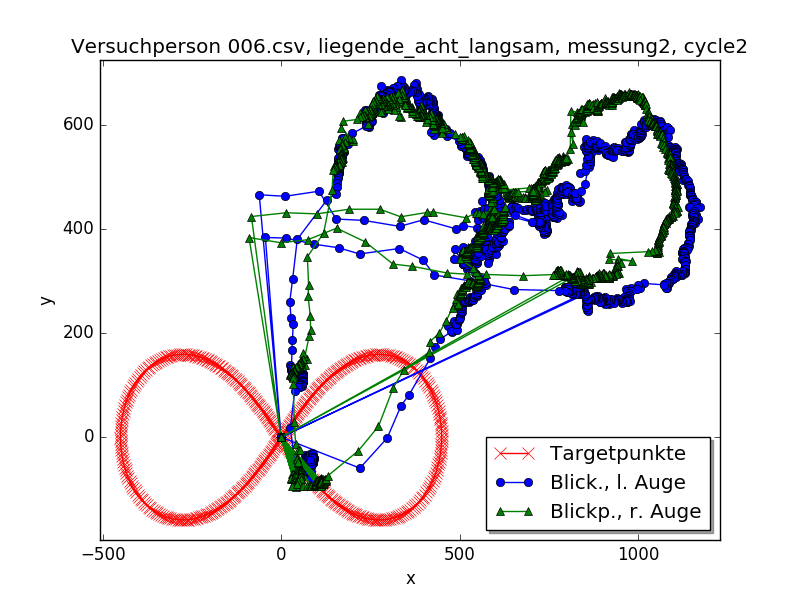 Versuchperson 006.csv, liegende_acht_langsam, messung2, cycle2
600
400
200
0
y
−500
0
500
1000
x
Targetpunkte
Blick., l. Auge
Blickp., r. Auge